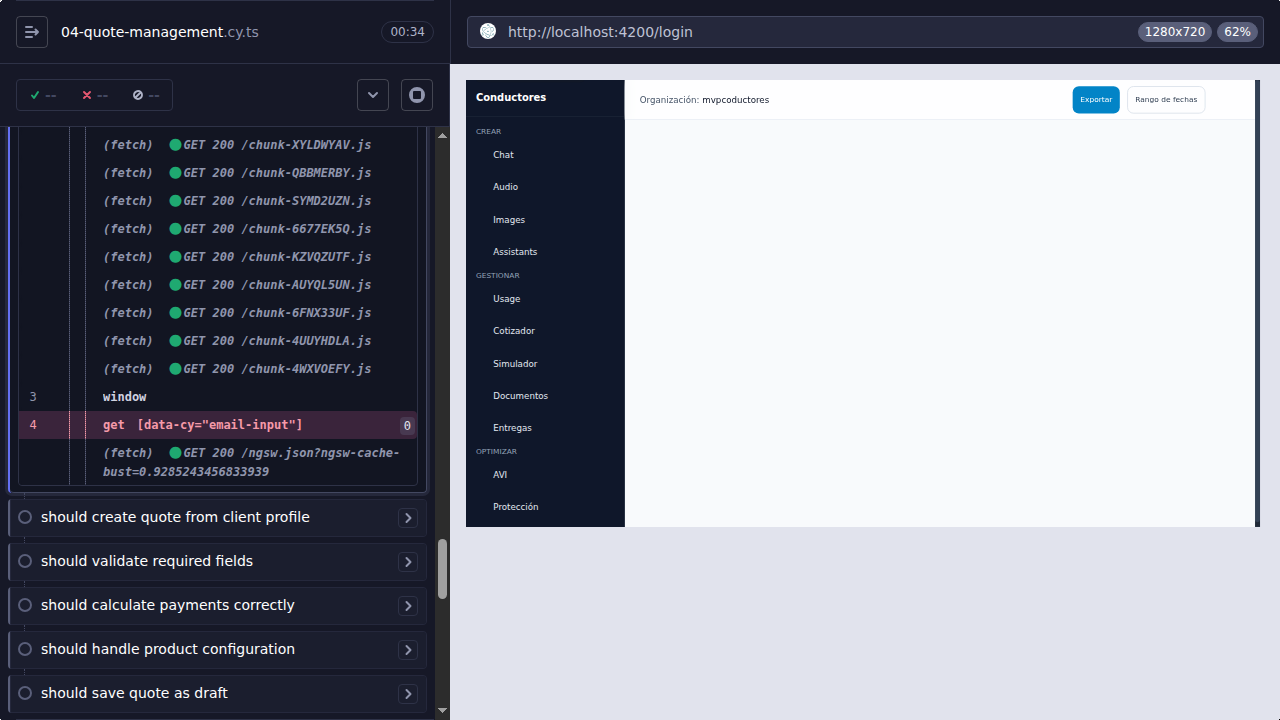 04-quote-management.cy.ts
00:34
--
--
--
(fetch) GET 200 /chunk-XYLDWYAV.js
(fetch) GET 200 /chunk-QBBMERBY.js
(fetch) GET 200 /chunk-SYMD2UZN.js
(fetch) GET 200 /chunk-6677EK5Q.js
(fetch) GET 200 /chunk-KZVQZUTF.js
(fetch) GET 200 /chunk-AUYQL5UN.js
(fetch) GET 200 /chunk-6FNX33UF.js
(fetch) GET 200 /chunk-4UUYHDLA.js
(fetch) GET 200 /chunk-4WXVOEFY.js
3 window
4 get [data-cy="email-input"] 0
(fetch) GET 200 /ngsw.json?ngsw-cache-
bust=0.9285243456833939
should create quote from client profile
should validate required fields
should calculate payments correctly
should handle product configuration
should save quote as draft
http://localhost:4200/login
1280x720
62%
Conductores
CREAR
Chat
Audio
Images
Assistants
GESTIONAR
Usage
Cotizador
Simulador
Documentos
Entregas
OPTIMIZAR
AVI
Protección
Organización: mvpcoductores
Exportar
Rango de fechas